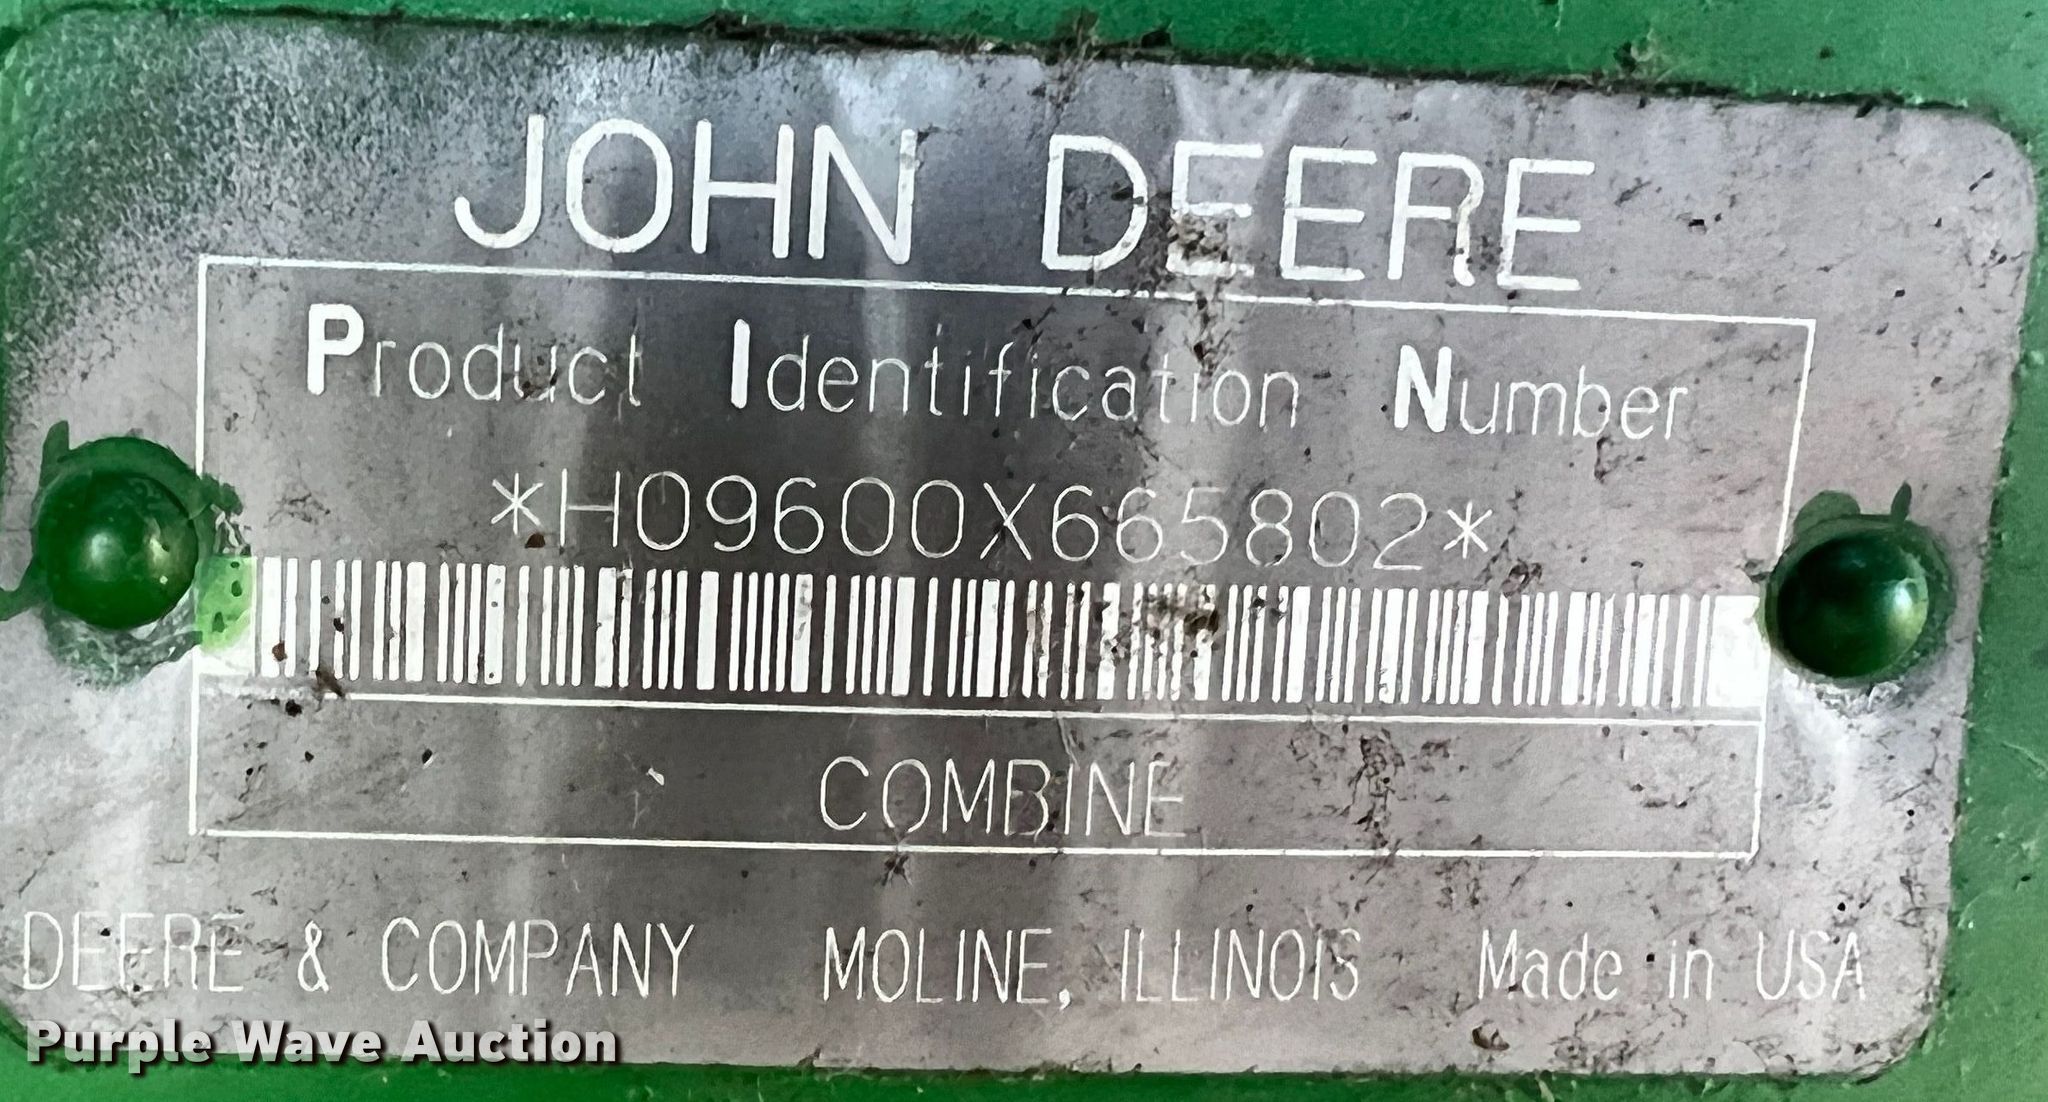 JOHN DEERE
Product Identification Number
*H09600X665802*
COMBINE
DEERE & COMPANY MOLINE, ILLINOIS Made in USA
Purple Wave Auction